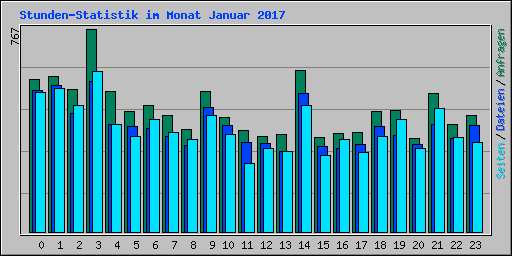 Stunden-Statistik im Monat Januar 2017
767
Seiten/Dateien/Anfragen
0 1 2 3 4 5 6 7 8 9 10 11 12 13 14 15 16 17 18 19 20 21 22 23